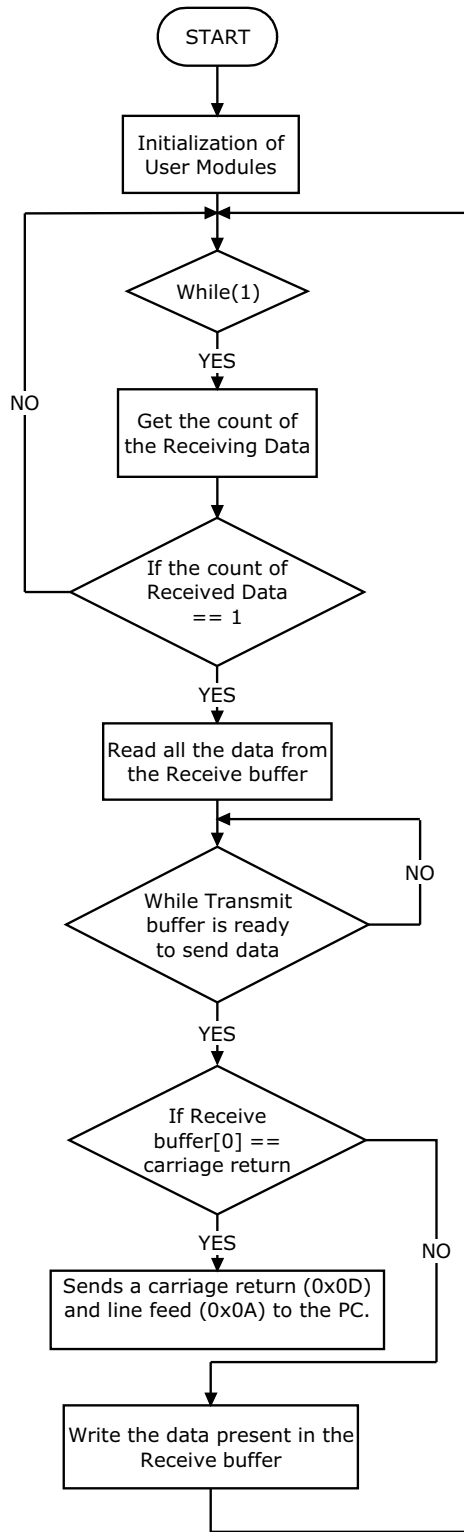 START
Initialization of
User Modules
While(1)
YES
NO
Get the count of
the Receiving Data
If the count of
Received Data
== 1
YES
Read all the data from
the Receive buffer
NO
While Transmit
buffer is ready
to send data
YES
If Receive
buffer[0] ==
carriage return
YES
NO
Sends a carriage return (0x0D)
and line feed (0x0A) to the PC.
Write the data present in the
Receive buffer